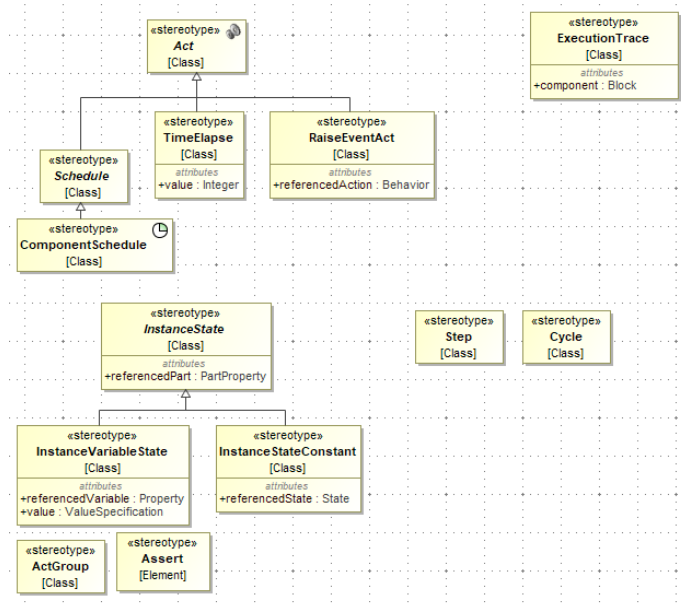 «stereotype»
Act
[Class]
«stereotype»
ExecutionTrace
[Class]
attributes
+component : Block
«stereotype»
TimeElapse
[Class]
attributes
+value : Integer
«stereotype»
RaiseEventAct
[Class]
attributes
+referencedAction : Behavior
«stereotype»
Schedule
[Class]
«stereotype»
ComponentSchedule
[Class]
«stereotype»
InstanceState
[Class]
attributes
+referencedPart : PartProperty
«stereotype»
Step
[Class]
«stereotype»
Cycle
[Class]
«stereotype»
InstanceVariableState
[Class]
attributes
+referencedVariable : Property
+value : ValueSpecification
«stereotype»
InstanceStateConstant
[Class]
attributes
+referencedState : State
«stereotype»
ActGroup
[Class]
«stereotype»
Assert
[Element]